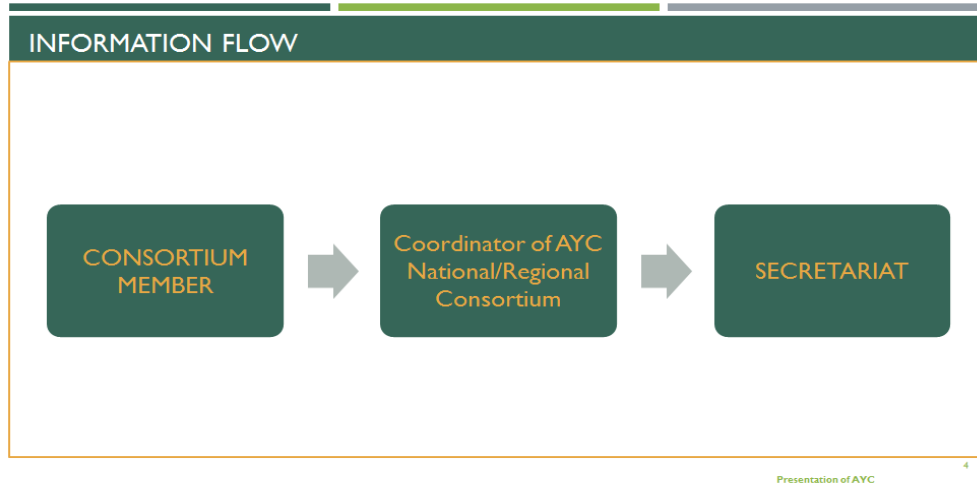 INFORMATION FLOW
CONSORTIUM
MEMBER
Coordinator of AYC
National/Regional
Consortium
SECRETARIAT
4
Presentation of AYC